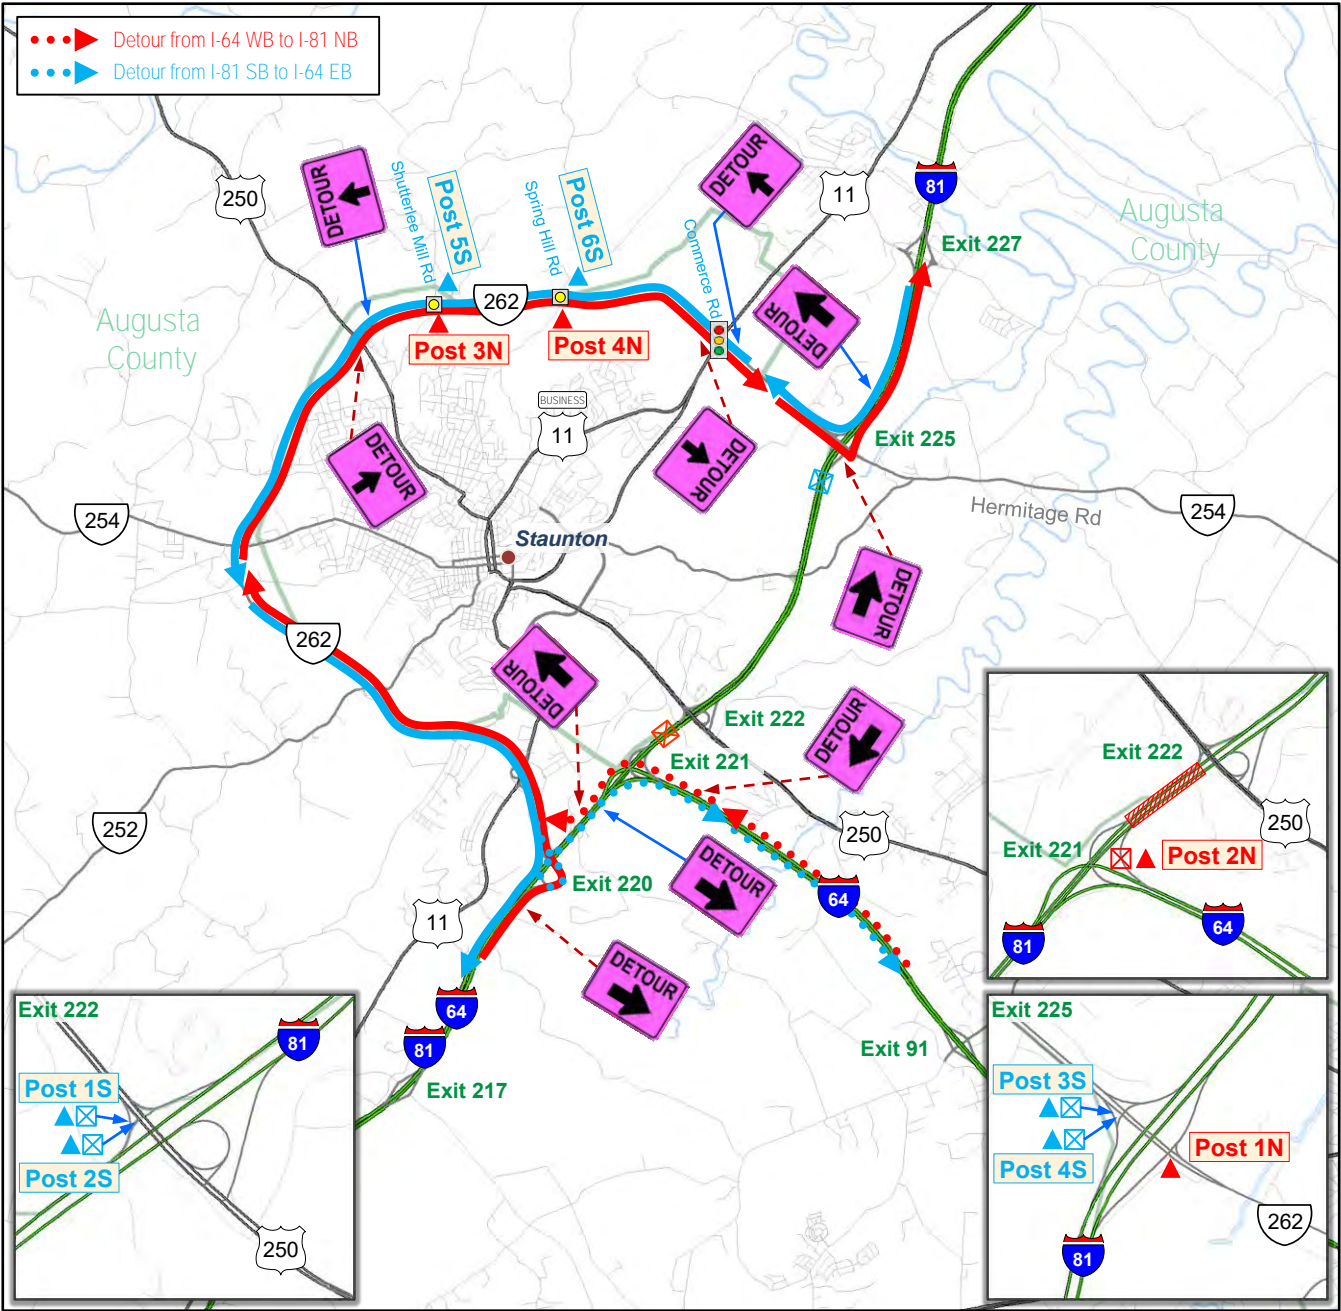 Detour from I-64 WB to I-81 NB
Detour from I-81 SB to I-64 EB
250
DETOUR
Shutterlee Mill Rd
Post 5S
Spring Hill Rd
Post 6S
DETOUR
Commerce Rd
11
81
Augusta
County
Exit 227
Augusta
County
262
Post 3N
Post 4N
DETOUR
BUSINESS
11
DETOUR
DETOUR
Exit 225
254
Hermitage Rd
254
Staunton
DETOUR
262
DETOUR
Exit 222
DETOUR
Exit 221
252
250
DETOUR
Exit 220
64
11
DETOUR
64
81
Exit 217
Exit 91
Exit 222
250
Exit 221
Post 2N
81
64
Exit 222
81
Post 1S
Post 2S
250
Exit 225
Post 3S
Post 4S
Post 1N
262
81